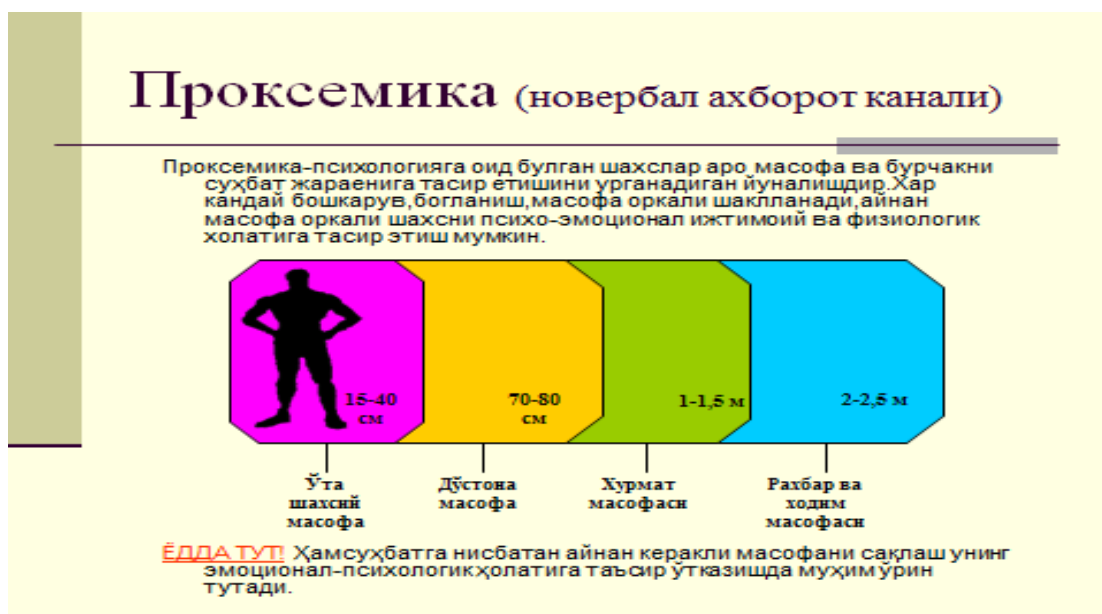 Проксемика (новербал ахборот канали)
Проксемика-психологияга оид булган шахслар аро масофа ва бурчакни
суҳбат жараенига тасир етишини урганадиган йуналишдир.Хар
кандай бошкарув,богланиш,масофа оркали шаклланади,айнан
масофа оркали шахсни психо-эмоционал ижтимоий ва физиологик
холатига тасир этиш мумкин.
15-40
см
70-80
см
1-1,5 м
2-2,5 м
Ўта
шахсий
масофа
Дўстона
масофа
Хурмат
масофаси
Рахбар ва
ходим
масофаси
ЁДДА ТУТ! Ҳамсуҳбатга нисбатан айнан керакли масофани сақлаш унинг
эмоционал-психологик ҳолатига таъсир ўтказишда муҳим ўрин
тутади.